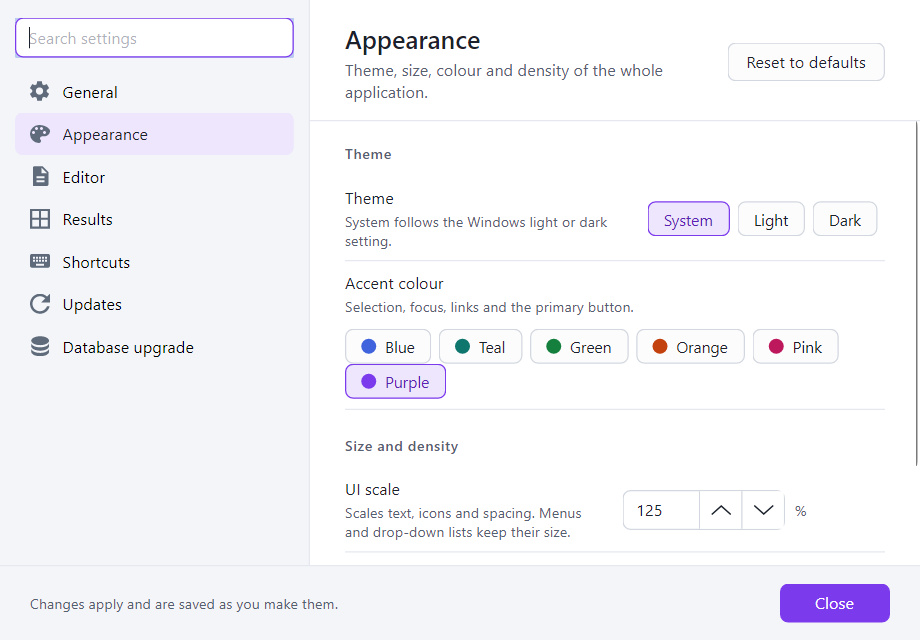 Search settings
General
Appearance
Editor
Results
Shortcuts
Updates
Database upgrade
Appearance
Theme, size, colour and density of the whole
application.
Reset to defaults
Theme
Theme
System follows the Windows light or dark
setting.
System
Light
Dark
Accent colour
Selection, focus, links and the primary button.
Blue
Teal
Green
Orange
Pink
Purple
Size and density
UI scale
Scales text, icons and spacing. Menus
and drop-down lists keep their size.
125
%
Changes apply and are saved as you make them.
Close